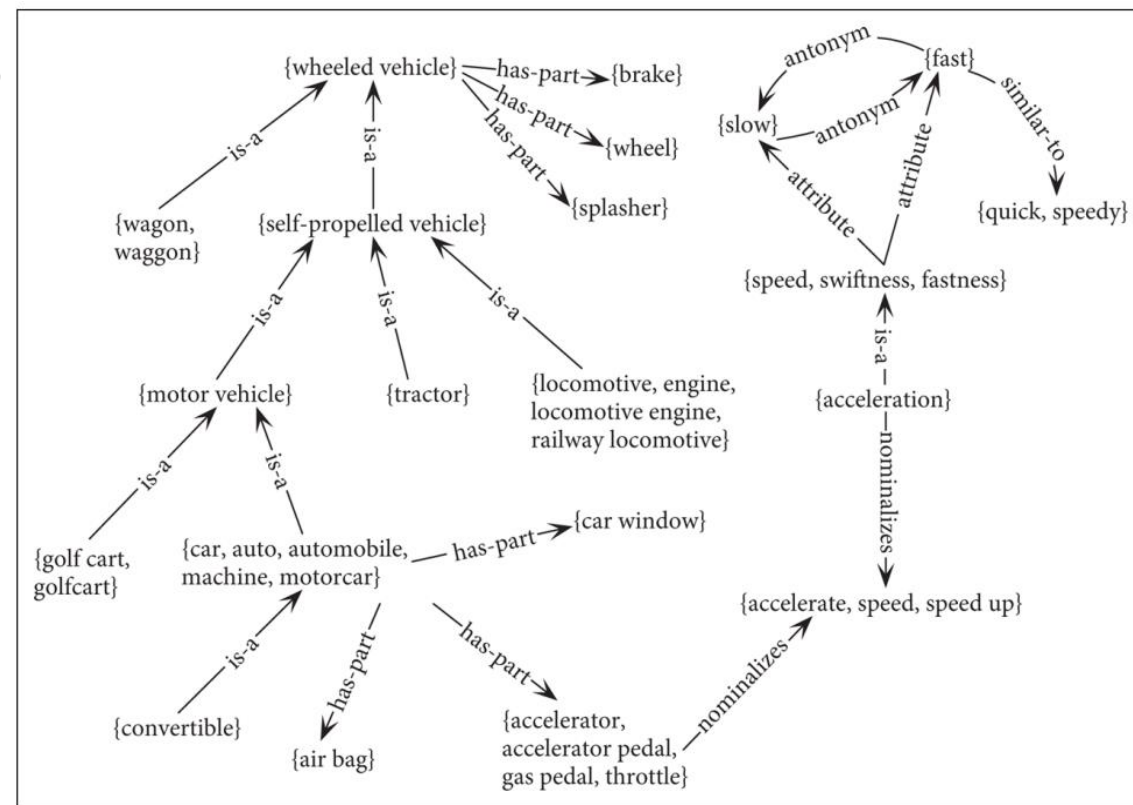 antonym
{fast}
{wheeled vehicle}
has-part
{brake}
similar-to
has-part
{slow}
antonym
is-a
is-a
has-part
{wheel}
attribute
attribute
{splasher}
{quick, speedy}
{wagon,
waggon}
{self-propelled vehicle}
{speed, swiftness, fastness}
is-a
is-a
is-a
is-a
{motor vehicle}
{tractor}
{locomotive, engine,
locomotive engine,
railway locomotive}
{acceleration}
nominalizes
is-a
is-a
{car window}
has-part
{golf cart,
golfcart}
{car, auto, automobile,
machine, motorcar}
{accelerate, speed, speed up}
is-a
has-part
has-part
nominalizes
{convertible}
{air bag}
{accelerator,
accelerator pedal,
gas pedal, throttle}